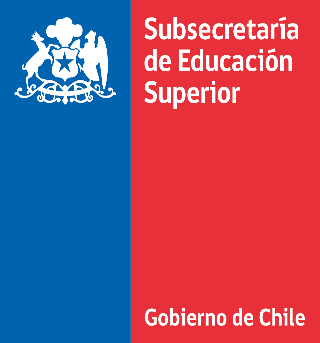 Subsecretaría
de Educación
Superior
Gobierno de Chile